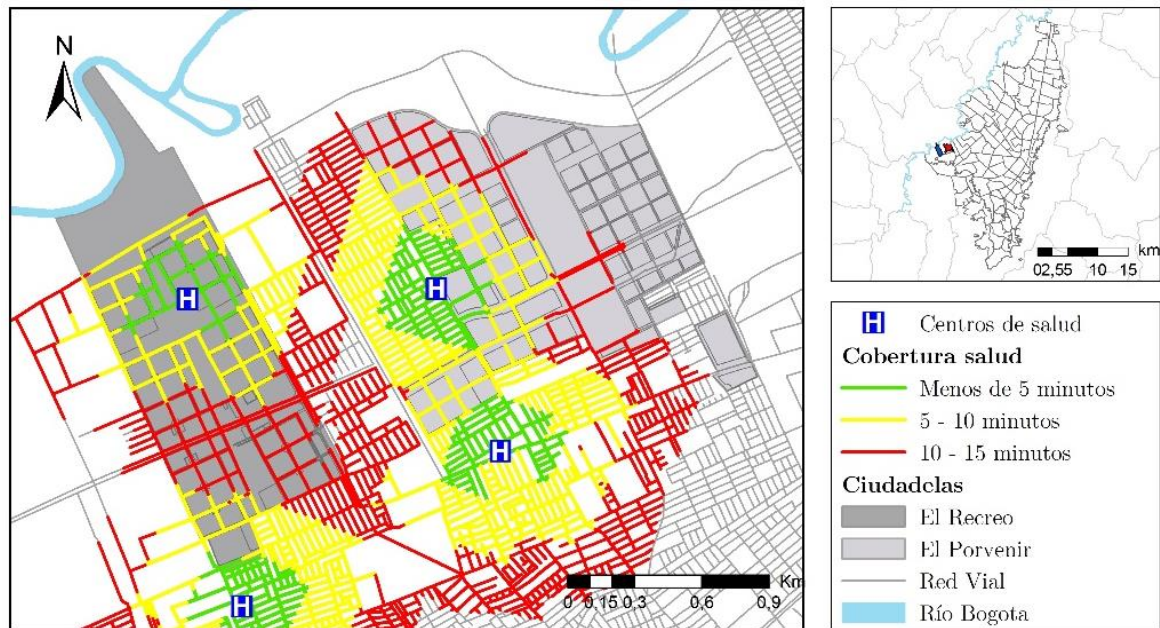 N
H
H
H
H
Km
0 0,15 0,3 0,6 0,9
km
02,55 10 15
H Centros de salud
Cobertura salud
Menos de 5 minutos
5 - 10 minutos
10 - 15 minutos
Ciudadclas
El Recreo
El Porvenir
Red Vial
Río Bogota